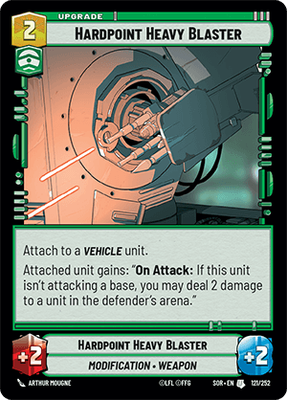 UPGRADE
2
HARDPOINT HEAVY BLASTER
Attach to a VEHICLE unit.
Attached unit gains: "On Attack: If this unit
isn't attacking a base, you may deal 2 damage
to a unit in the defender's arena."
+2
HARDPOINT HEAVY BLASTER
+2
MODIFICATION • WEAPON
ARTHUR MOUGNE
©LFL ©FFG
SOR • EN
121/252